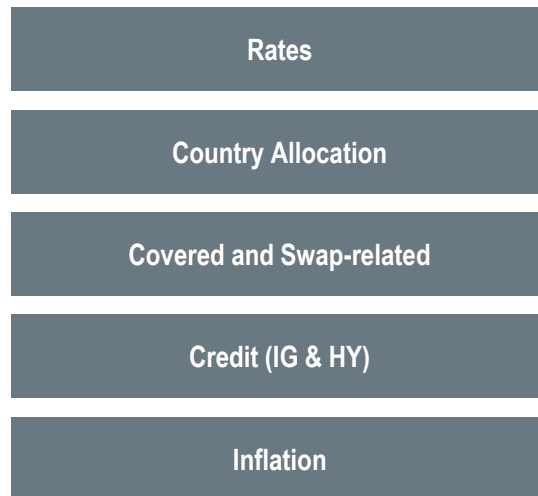 Rates
Country Allocation
Covered and Swap-related
Credit (IG & HY)
Inflation